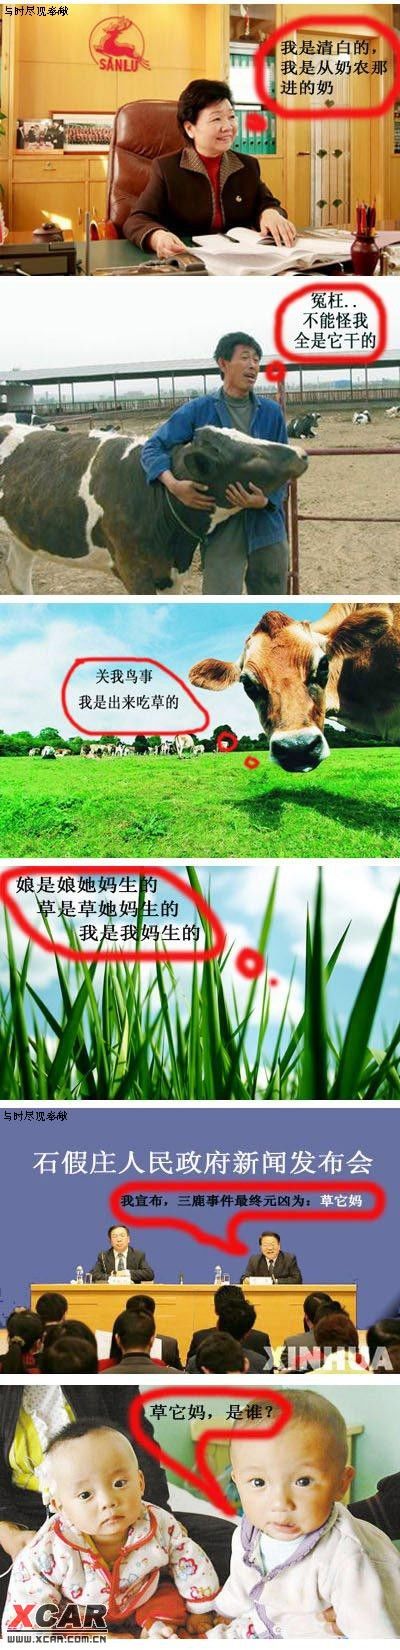 与时尽现奉献
SANLU
我是清白的，
我是从奶农那
进的奶
冤枉..
不能怪我
全是它干的
关我鸟事
我是出来吃草的
娘是娘她妈生的
草是草她妈生的
我是我妈生的
与时尽现奉献
石假庄人民政府新闻发布会
我宣布，三鹿事件最终元凶为：草它妈
XINHUA
草它妈，是谁？
XCAR
WWW.XCAR.COM.CN